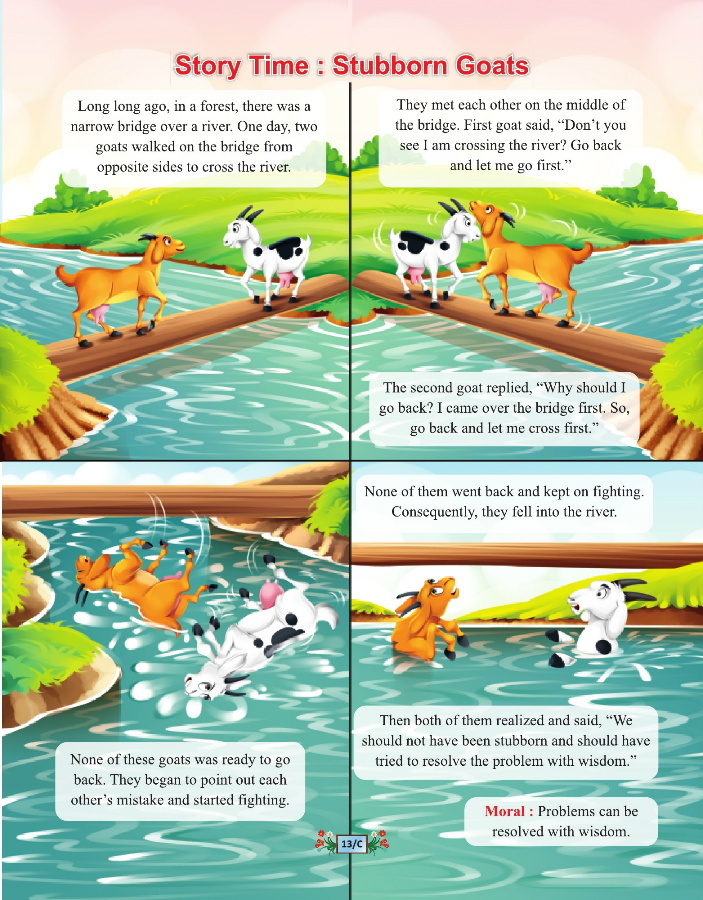 Story Time : Stubborn Goats
Long long ago, in a forest, there was a
narrow bridge over a river. One day, two
goats walked on the bridge from
opposite sides to cross the river.
They met each other on the middle of
the bridge. First goat said, “Don’t you
see I am crossing the river? Go back
and let me go first.”
The second goat replied, “Why should I
go back? I came over the bridge first. So,
go back and let me cross first.”
None of these goats was ready to go
back. They began to point out each
other’s mistake and started fighting.
None of them went back and kept on fighting.
Consequently, they fell into the river.
Then both of them realized and said, “We
should not have been stubborn and should have
tried to resolve the problem with wisdom.”
Moral : Problems can be
resolved with wisdom.
13/C